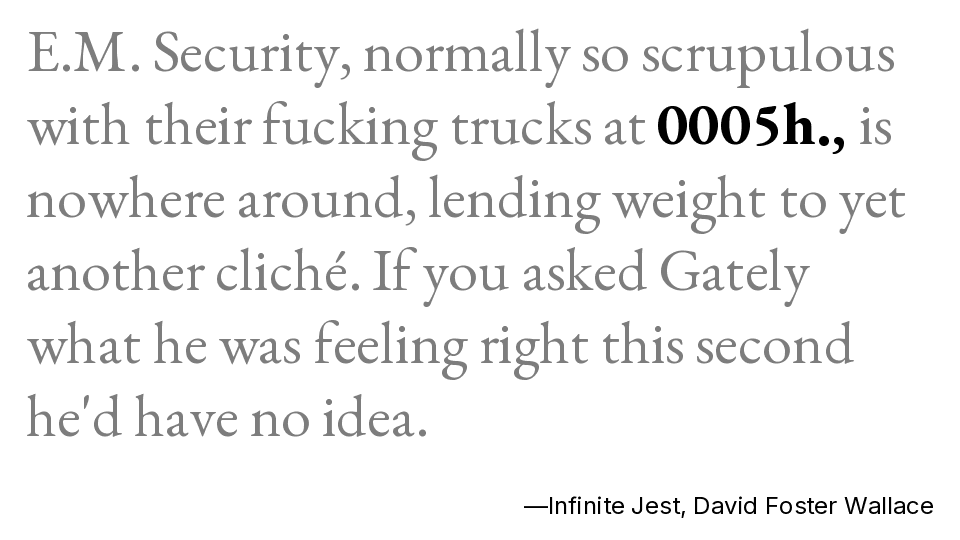 E.M. Security, normally so scrupulous
with their fucking trucks at 0005h., is
nowhere around, lending weight to yet
another cliché. If you asked Gately
what he was feeling right this second
he'd have no idea.
—Infinite Jest, David Foster Wallace